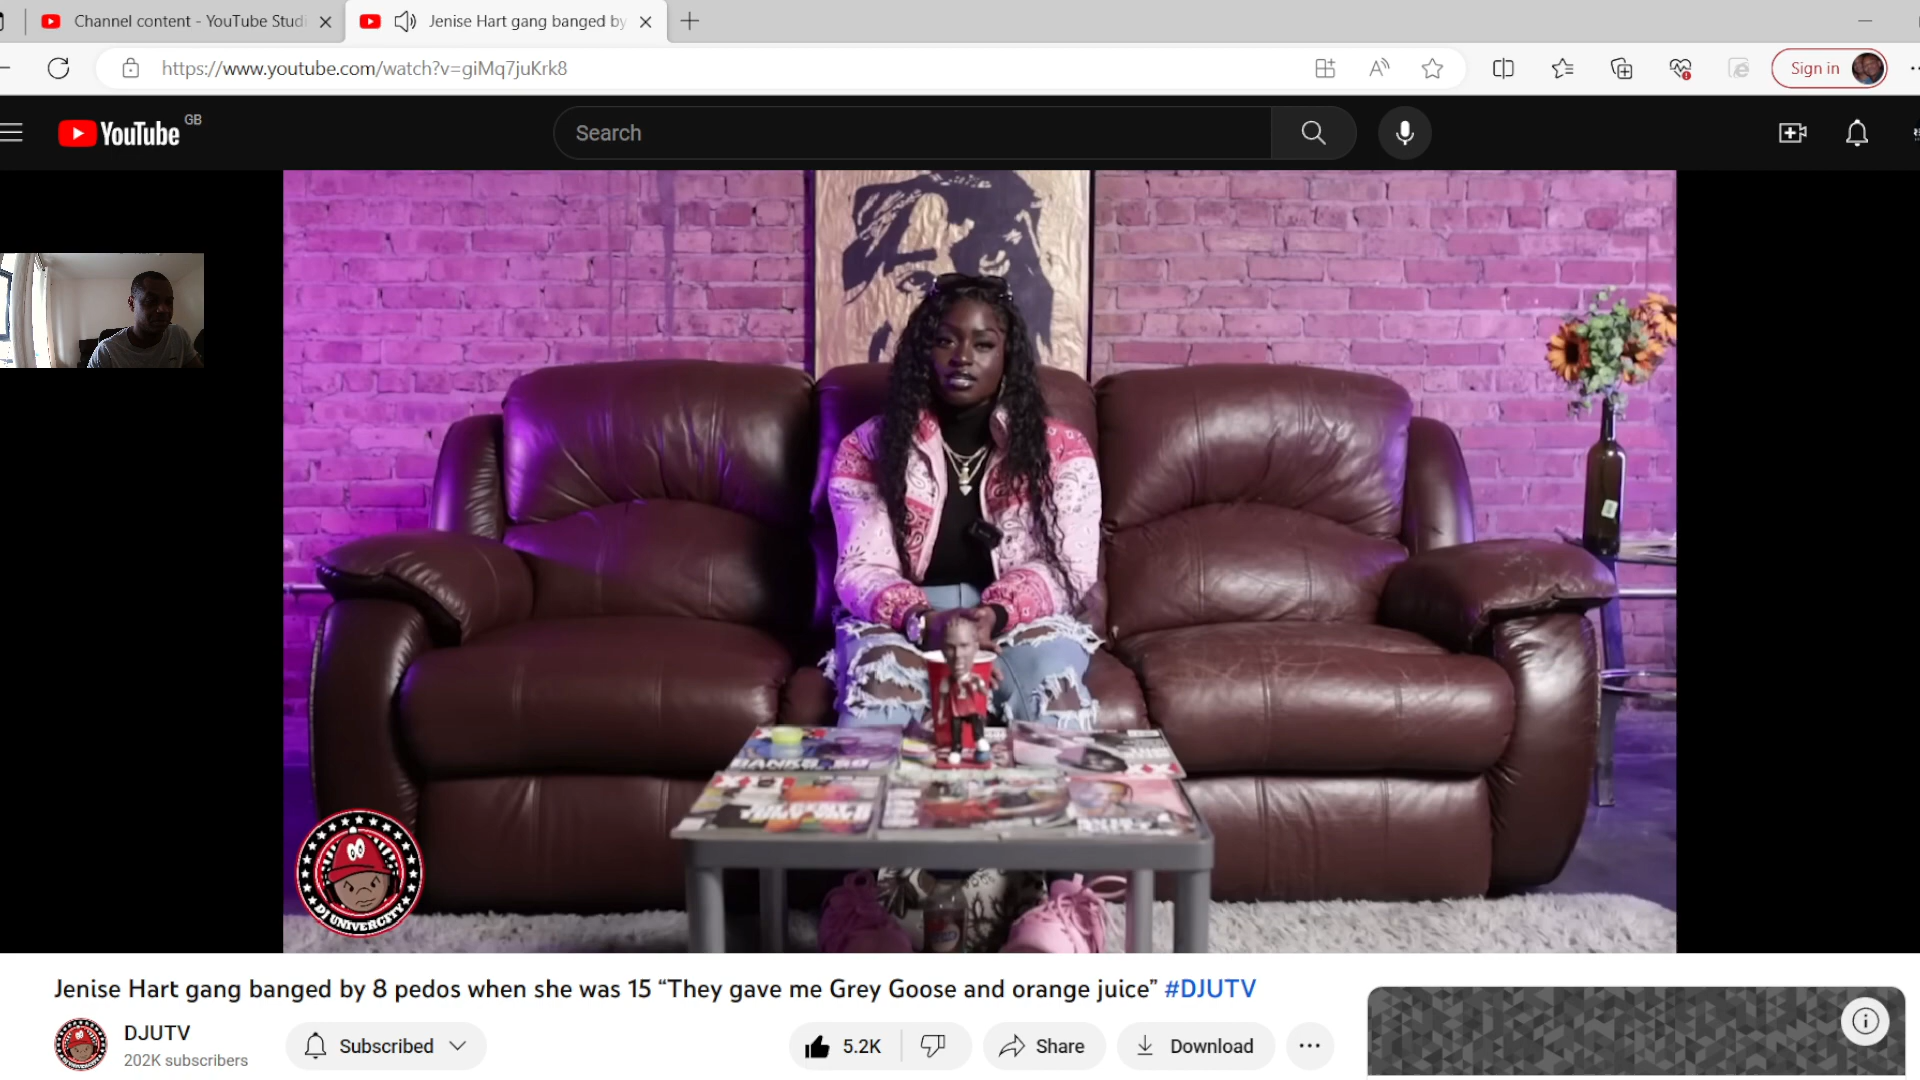 Channel content - YouTube Studi
Jenise Hart gang banged by
https://www.youtube.com/watch?v=giMq7juKrk8
Sign in
YouTube GB
Search
DJ UNIVERCITY
Jenise Hart gang banged by 8 pedos when she was 15 “They gave me Grey Goose and orange juice” #DJUTV
DJUTV
202K subscribers
Subscribed
5.2K
Share
Download